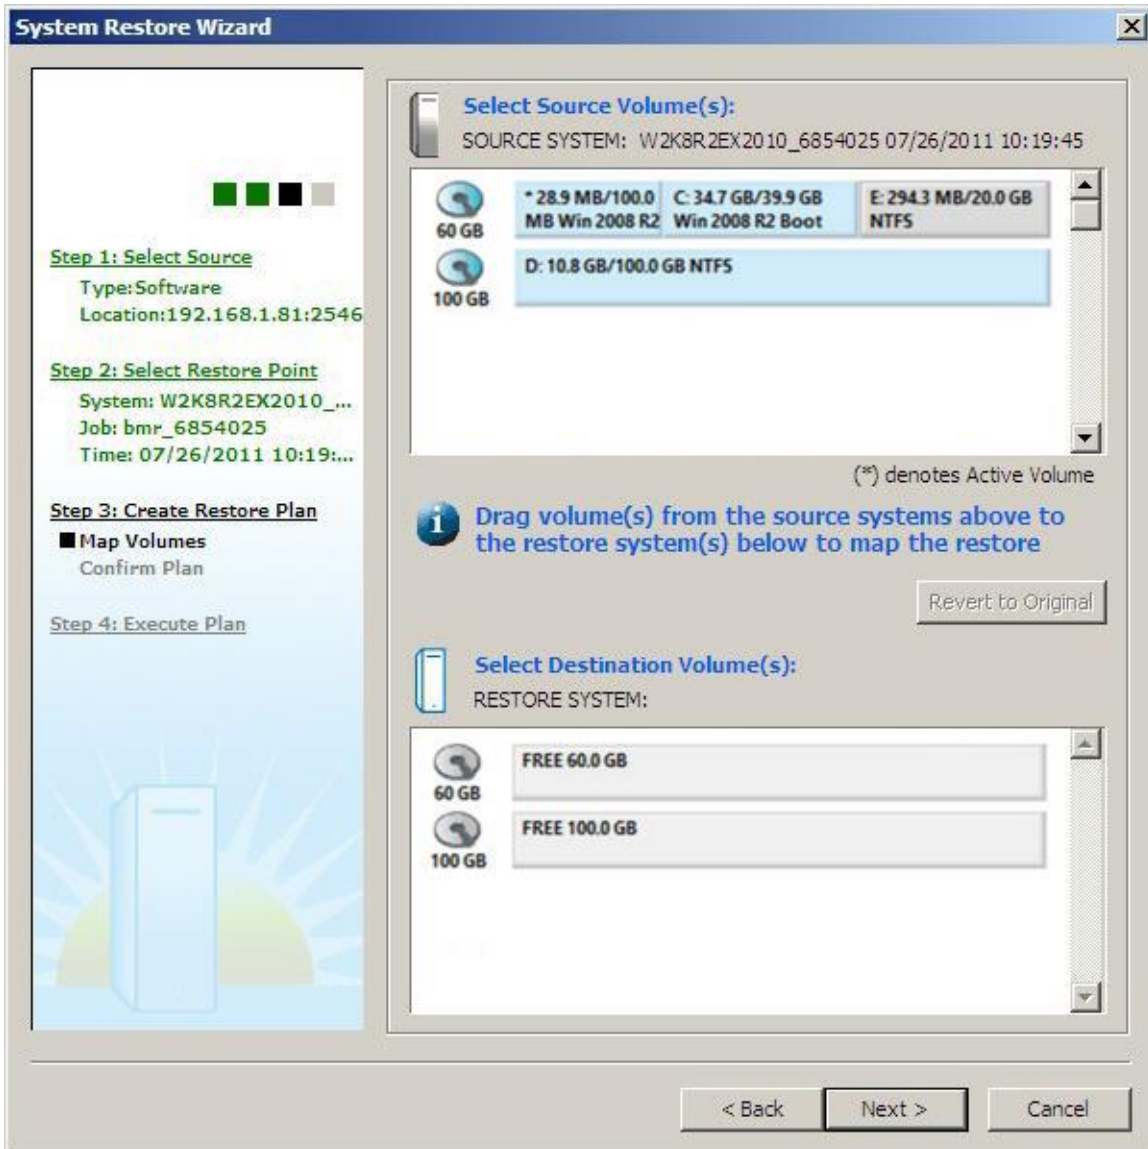 System Restore Wizard
Step 1: Select Source
Type:Software
Location:192.168.1.81:2546
Step 2: Select Restore Point
System: W2K8R2EX2010_...
Job: bmr_6854025
Time: 07/26/2011 10:19:...
Step 3: Create Restore Plan
Map Volumes
Confirm Plan
Step 4: Execute Plan
Select Source Volume(s):
SOURCE SYSTEM: W2K8R2EX2010_6854025 07/26/2011 10:19:45
60 GB
* 28.9 MB/100.0
MB Win 2008 R2
C: 34.7 GB/39.9 GB
Win 2008 R2 Boot
E: 294.3 MB/20.0 GB
NTFS
100 GB
D: 10.8 GB/100.0 GB NTFS
(*) denotes Active Volume
Drag volume(s) from the source systems above to
the restore system(s) below to map the restore
Revert to Original
Select Destination Volume(s):
RESTORE SYSTEM:
60 GB
FREE 60.0 GB
100 GB
FREE 100.0 GB
< Back
Next >
Cancel